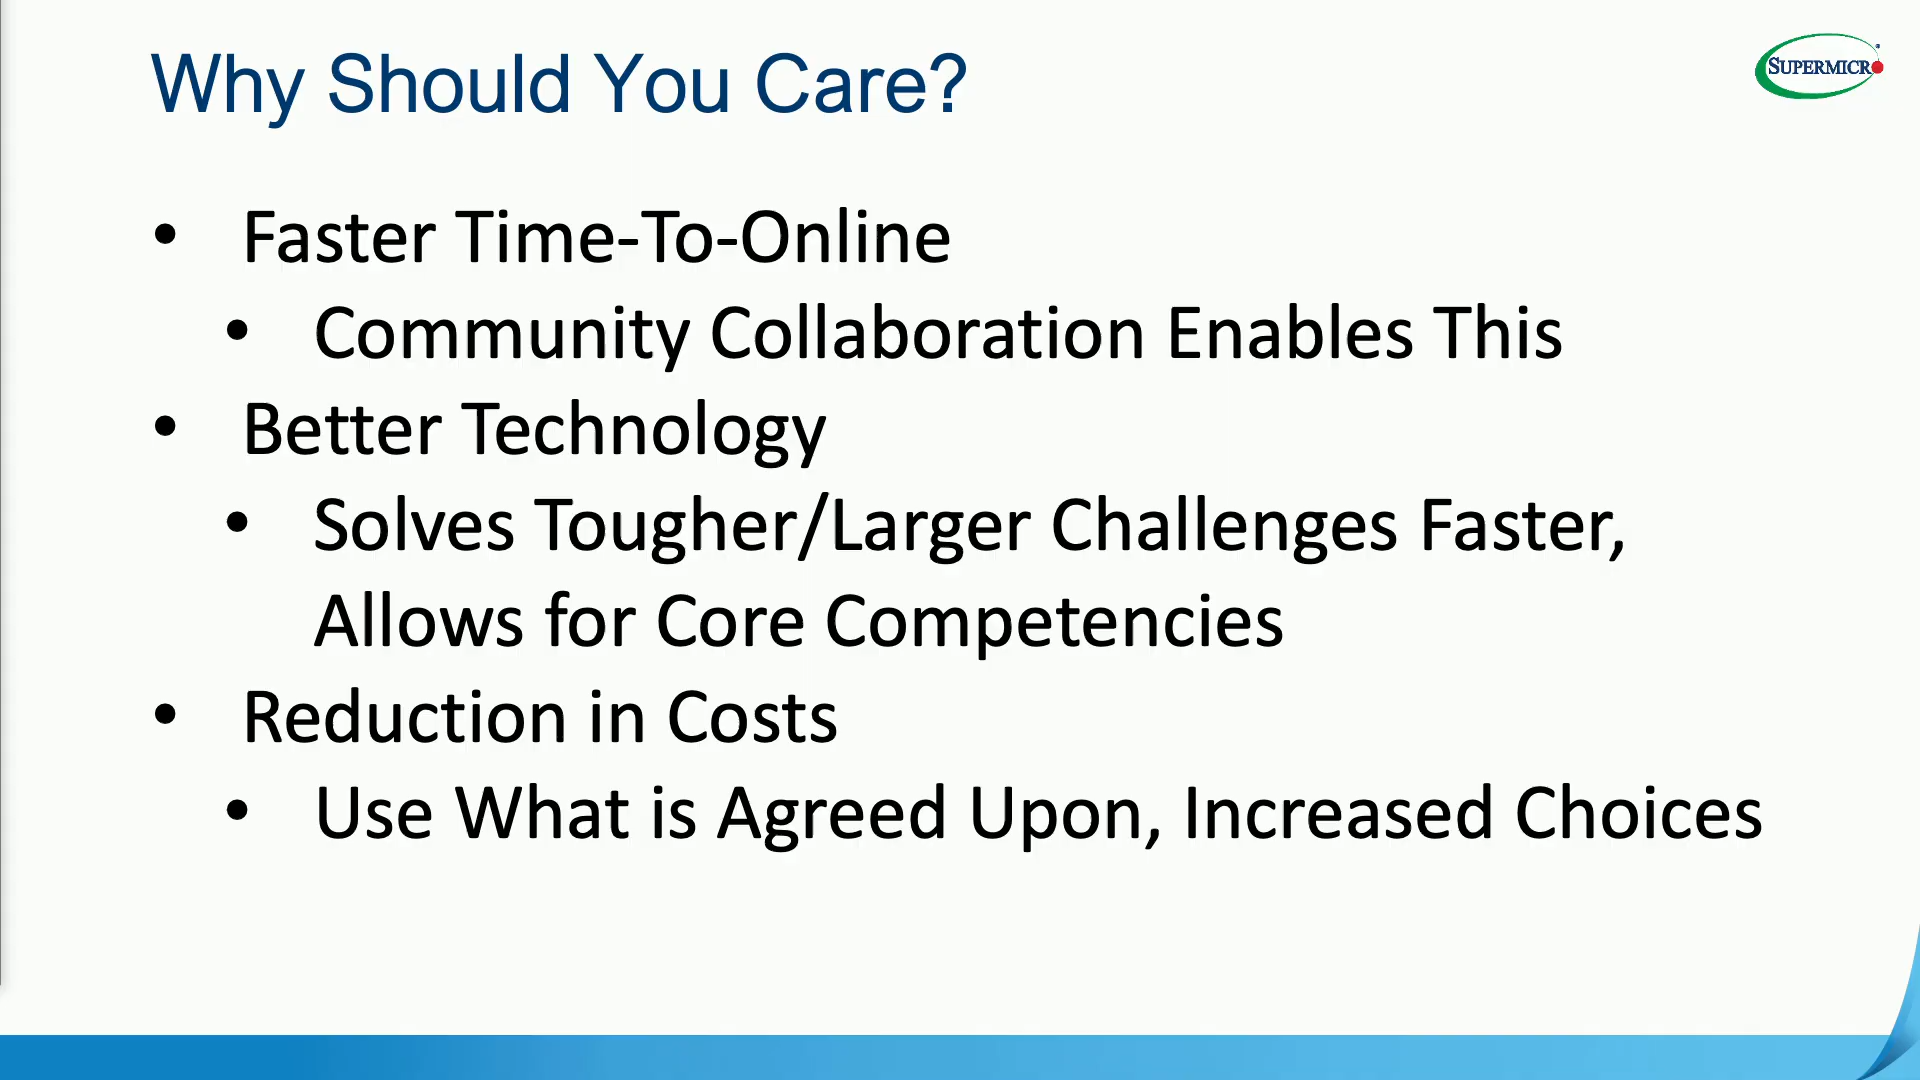 Why Should You Care?
SUPERMICRO
• Faster Time-To-Online
• Community Collaboration Enables This
• Better Technology
• Solves Tougher/Larger Challenges Faster,
Allows for Core Competencies
• Reduction in Costs
• Use What is Agreed Upon, Increased Choices